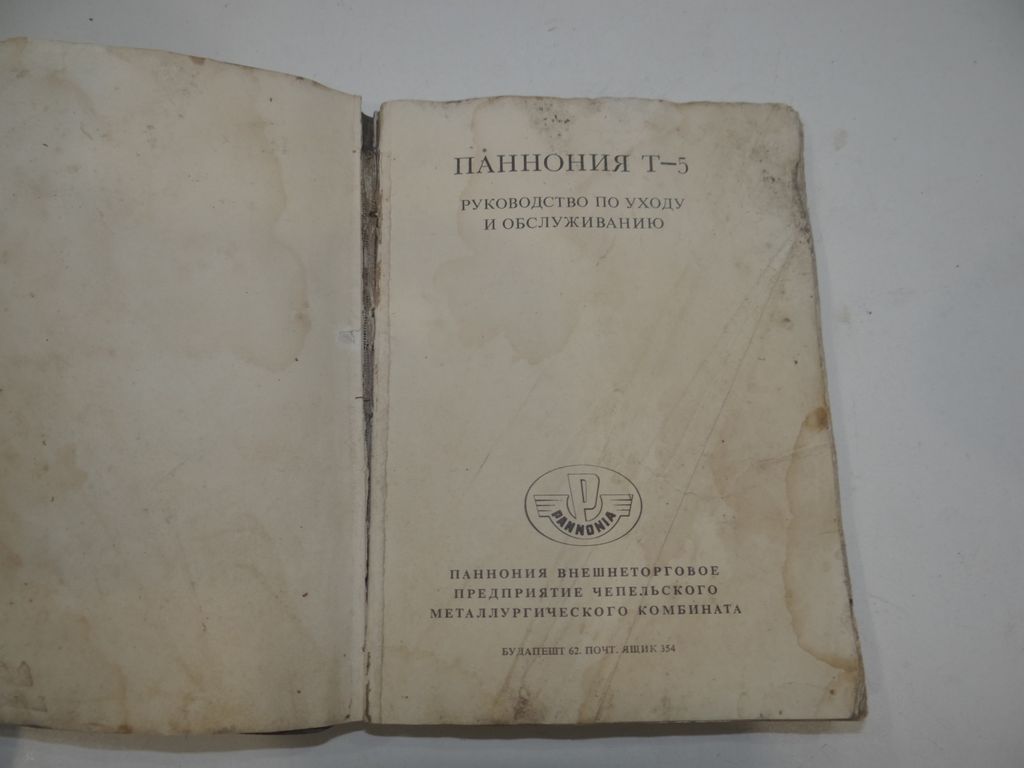 ПАННОНИЯ Т–5
РУКОВОДСТВО ПО УХОДУ
И ОБСЛУЖИВАНИЮ
P
PANNONIA
ПАННОНИЯ ВНЕШНЕТОРГОВОЕ
ПРЕДПРИЯТИЕ ЧЕПЕЛЬСКОГО
МЕТАЛЛУРГИЧЕСКОГО КОМБИНАТА
БУДАПЕШТ 62. ПОЧТ. ЯЩИК 354